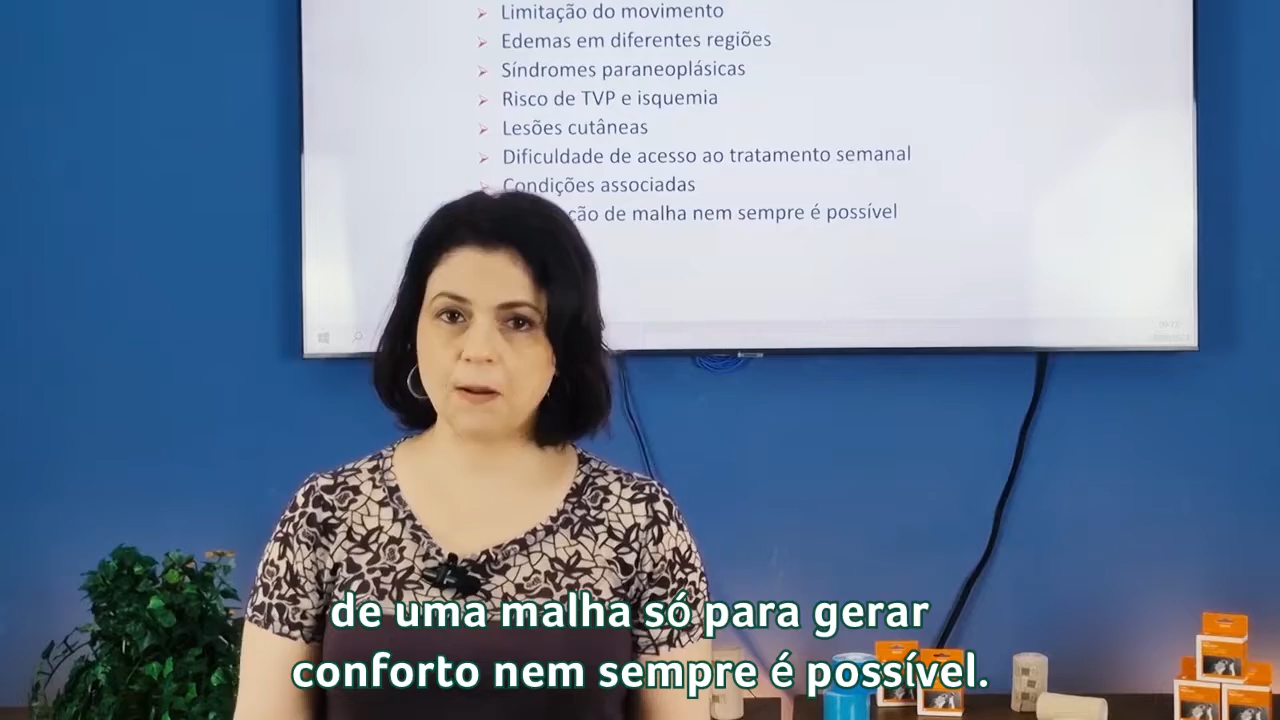 Limitação do movimento
Edemas em diferentes regiões
Síndromes paraneoplásicas
Risco de TVP e isquemia
Lesões cutâneas
Dificuldade de acesso ao tratamento semanal
Condições associadas
de malha nem sempre é possível
de uma malha só para gerar
conforto nem sempre é possível.